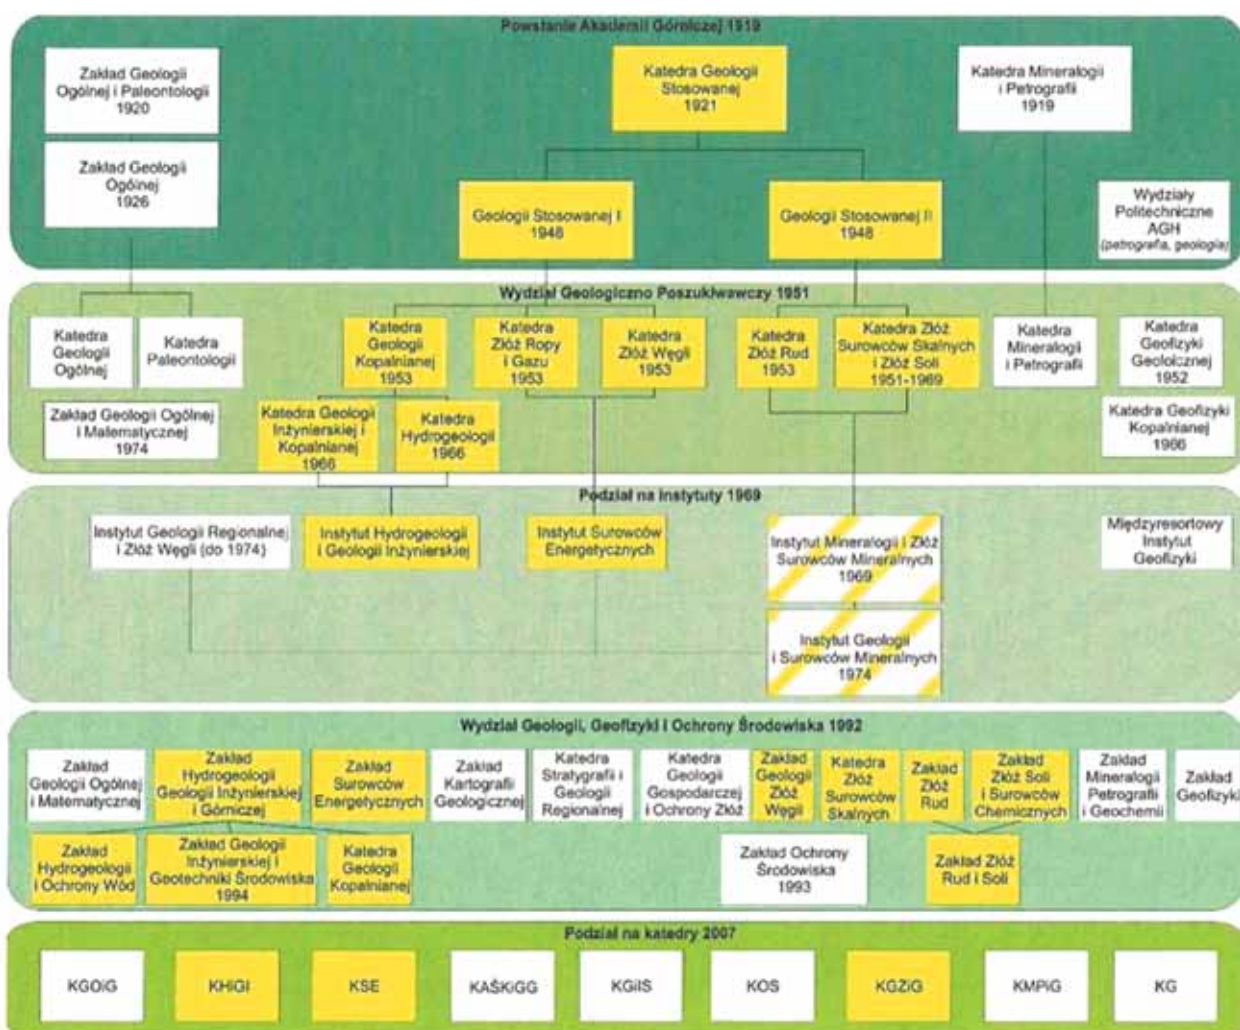 Powstanie Akademii Górniczej 1919
Zakład Geologii
Ogólnej i Paleontologii
1920
Katedra Geologii
Stosowanej
1921
Katedra Mineralogii
i Petrografii
1919
Zakład Geologii
Ogólnej
1926
Geologii Stosowanej I
1948
Geologii Stosowanej II
1948
Wydziały
Politechniczne
AGH
(petrografia, geologia)
Wydział Geologiczno Poszukiwawczy 1951
Katedra
Geologii
Ogólnej
Katedra
Paleontologii
Katedra
Geologii
Kopalnianej
1953
Katedra
Złóż Ropy
i Gazu
1953
Katedra
Złóż Węgli
1953
Katedra
Złóż Rud
1953
Katedra Złóż
Surowców Skalnych
i Złóż Soli
1951-1969
Katedra
Mineralogii
i Petrografii
Katedra
Geofizyki
Geloicznej
1952
Zakład Geologii Ogólnej
i Matematycznej
1974
Katedra Geologii
Inżynierskiej i
Kopalnianej
1966
Katedra
Hydrogeologii
1966
Katedra Geofizyki
Kopalnianej
1966
Podział na Instytuty 1969
Instytut Geologii Regionalnej
i Złóż Węgli (do 1974)
Instytut Hydrogeologii
i Geologii Inżynierskiej
Instytut Surowców
Energetycznych
Instytut Mineralogii i Złóż
Surowców Mineralnych
1969
Międzyresortowy
Instytut
Geofizyki
Instytut Geologii
i Surowców Mineralnych
1974
Wydział Geologii, Geofizyki i Ochrony Środowiska 1992
Zakład
Geologii Ogólnej
i Matematycznej
Zakład
Hydrogeologii
Geologii Inżynierskiej
i Górniczej
Zakład
Surowców
Energetycznych
Zakład
Kartografii
Geologicznej
Katedra
Stratygrafii i
Geologii
Regionalnej
Katedra
Geologii
Gospodarczej
i Ochrony Złóż
Zakład
Geologii
Złóż
Węgli
Katedra
Złóż
Surowców
Skalnych
Zakład
Złóż
Rud
Zakład
Złóż Soli
i Surowców
Chemicznych
Zakład
Mineralogii
Petrografii
i Geochemii
Zakład
Geofizyki
Zakład
Hydrogeologii
i Ochrony Wód
Zakład Geologii
Inżynierskiej i
Geotechniki Środowiska
1994
Katedra
Geologii
Kopalnianej
Zakład Ochrony
Środowiska
1993
Zakład Złóż
Rud i Soli
Podział na katedry 2007
KGOiG
KHiGI
KSE
KAŚKiGG
KGilS
KOS
KGZiG
KMPiG
KG